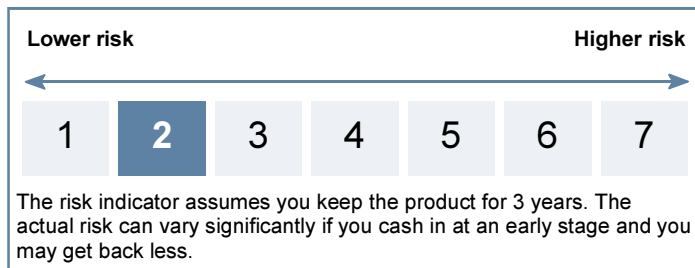 Lower risk Higher risk
1 2 3 4 5 6 7
The risk indicator assumes you keep the product for 3 years. The
actual risk can vary significantly if you cash in at an early stage and you
may get back less.